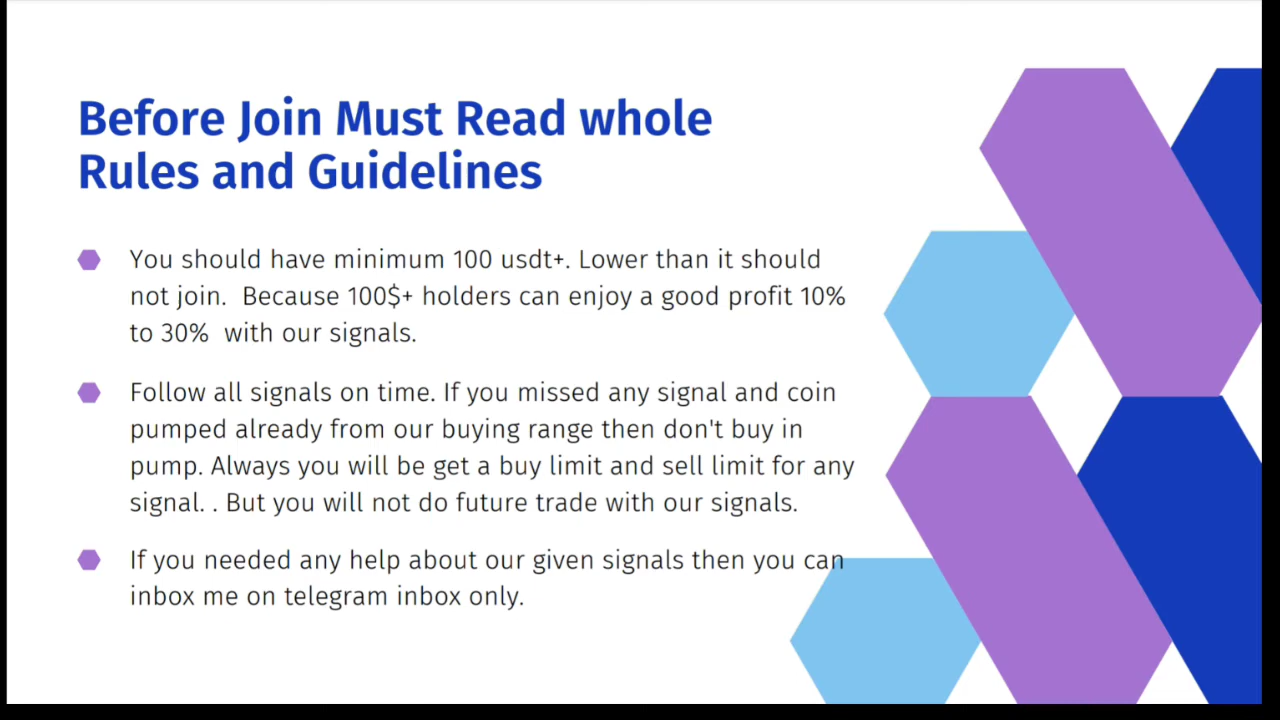 Before Join Must Read whole
Rules and Guidelines
You should have minimum 100 usdt+. Lower than it should
not join.  Because 100$+ holders can enjoy a good profit 10%
to 30%  with our signals.
Follow all signals on time. If you missed any signal and coin
pumped already from our buying range then don't buy in
pump. Always you will be get a buy limit and sell limit for any
signal. . But you will not do future trade with our signals.
If you needed any help about our given signals then you can
inbox me on telegram inbox only.